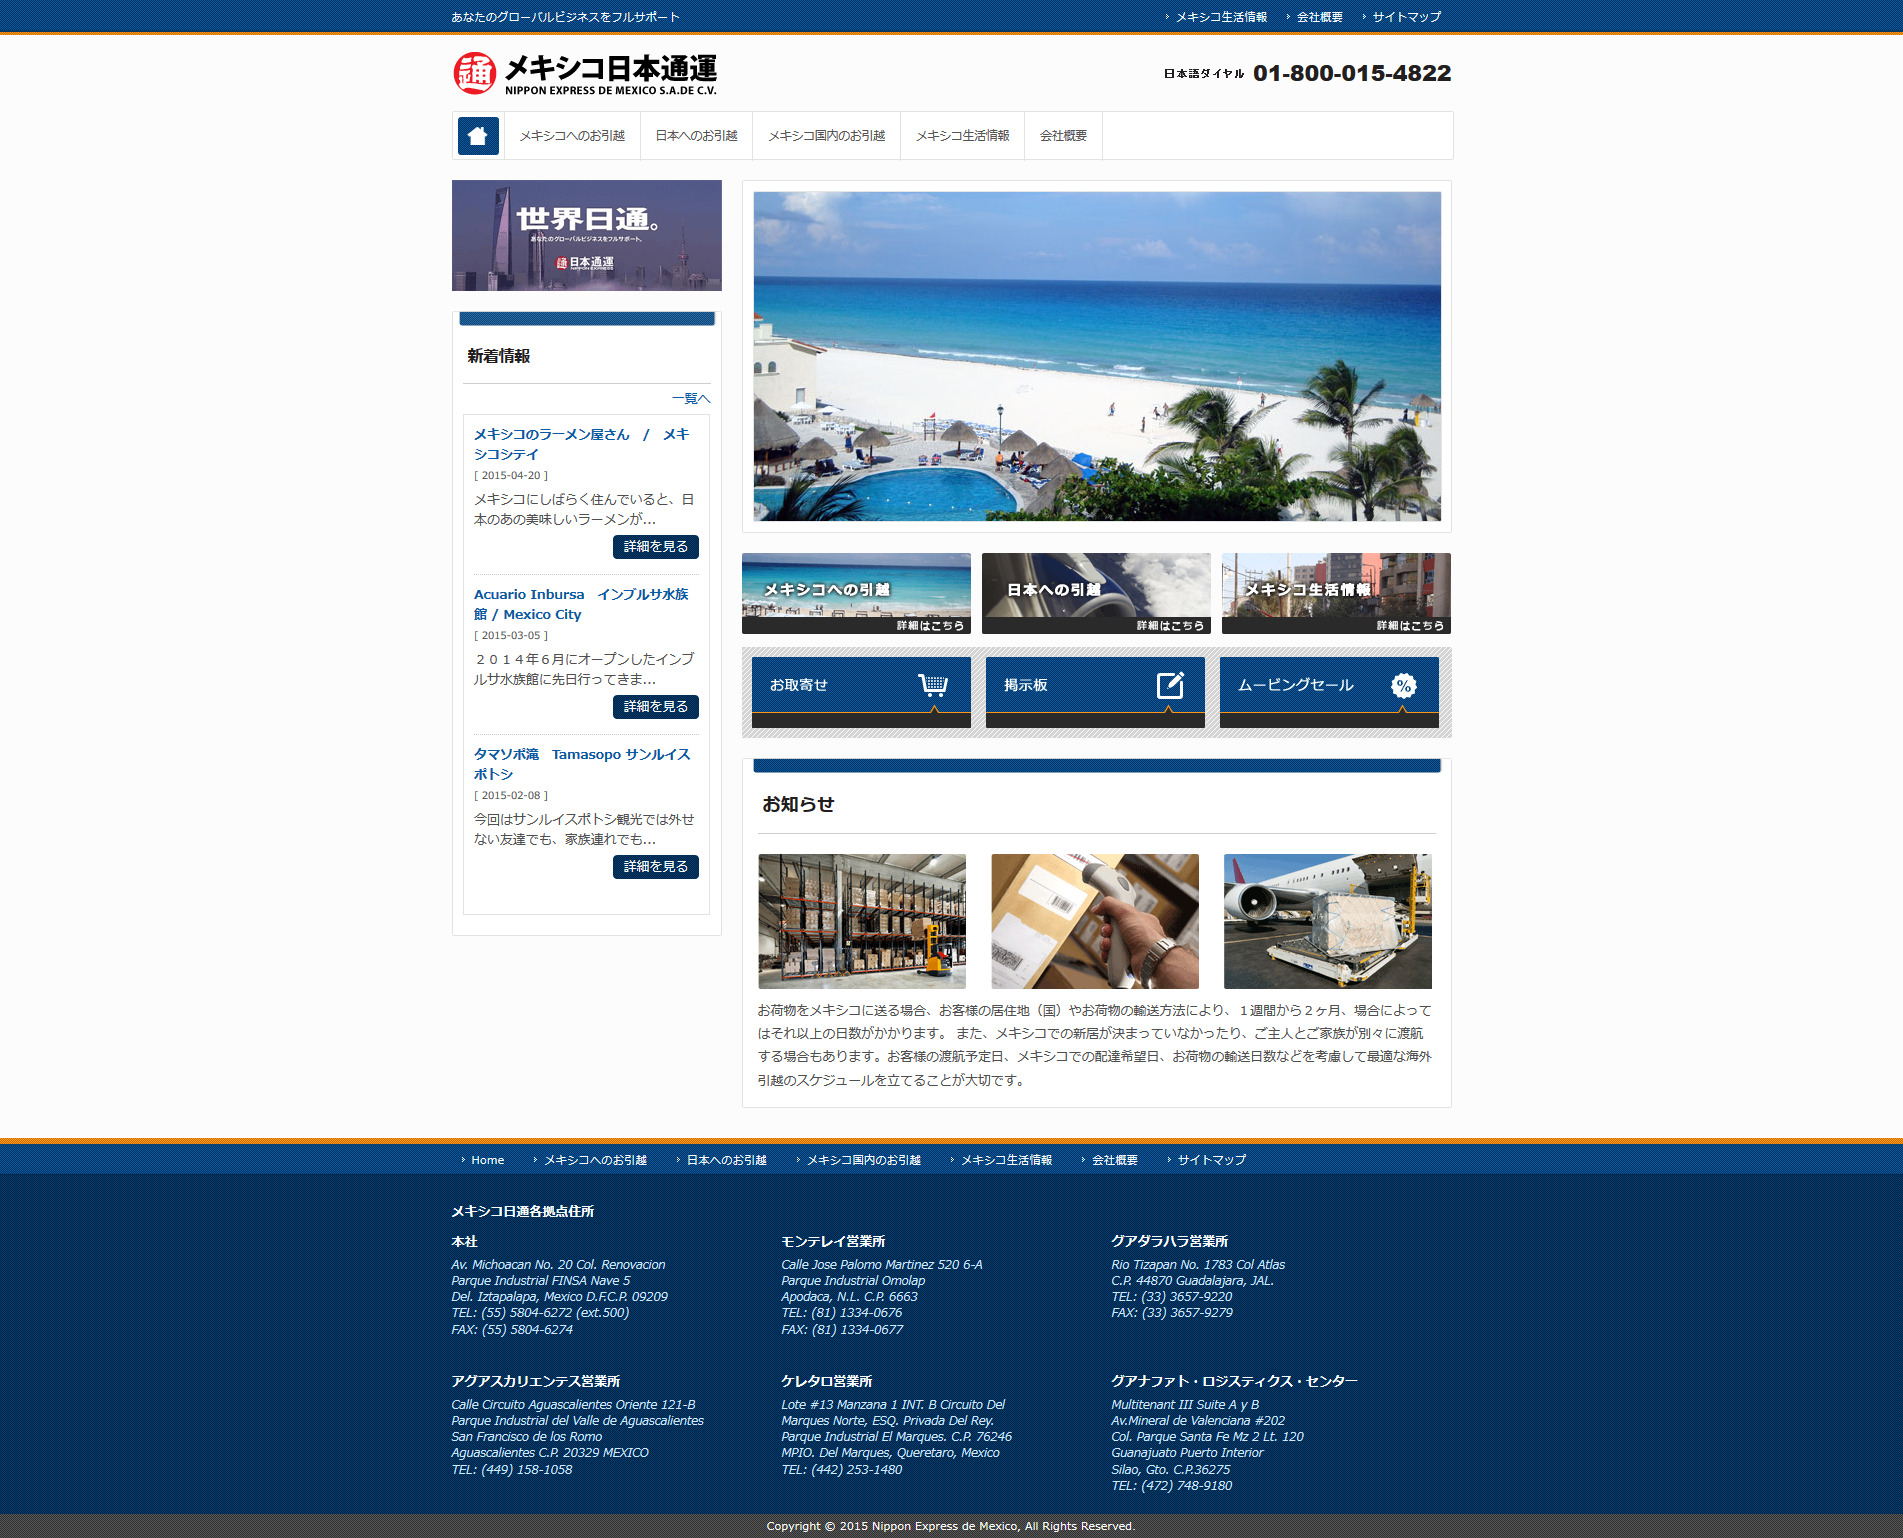 あなたのグローバルビジネスをフルサポート
メキシコ生活情報 会社概要 サイトマップ
通 メキシコ日本通運
NIPPON EXPRESS DE MEXICO S.A.DE C.V.
日本語ダイヤル 01-800-015-4822
メキシコへのお引越 日本へのお引越 メキシコ国内のお引越 メキシコ生活情報 会社概要
世界日通。
あなたのグローバルビジネスをフルサポート。
通 日本通運
NIPPON EXPRESS
新着情報
一覧へ
メキシコのラーメン屋さん　/　メキ
シコシテイ
[ 2015-04-20 ]
メキシコにしばらく住んでいると、日
本のあの美味しいラーメンが...
詳細を見る
Acuario Inbursa　インブルサ水族
館 / Mexico City
[ 2015-03-05 ]
２０１４年６月にオープンしたインブ
ルサ水族館に先日行ってきま...
詳細を見る
タマソポ滝　Tamasopo サンルイス
ポトシ
[ 2015-02-08 ]
今回はサンルイスポトシ観光では外せ
ない友達でも、家族連れでも...
詳細を見る
メキシコへの引越
詳細はこちら
日本への引越
詳細はこちら
メキシコ生活情報
詳細はこちら
お取寄せ
掲示板
ムービングセール
%
お知らせ
お荷物をメキシコに送る場合、お客様の居住地（国）やお荷物の輸送方法により、１週間から２ヶ月、場合によって
はそれ以上の日数がかかります。 また、メキシコでの新居が決まっていなかったり、ご主人とご家族が別々に渡航
する場合もあります。お客様の渡航予定日、メキシコでの配達希望日、お荷物の輸送日数などを考慮して最適な海外
引越のスケジュールを立てることが大切です。
Home メキシコへのお引越 日本へのお引越 メキシコ国内のお引越 メキシコ生活情報 会社概要 サイトマップ
メキシコ日通各拠点住所
本社
Av. Michoacan No. 20 Col. Renovacion
Parque Industrial FINSA Nave 5
Del. Iztapalapa, Mexico D.F.C.P. 09209
TEL: (55) 5804-6272 (ext.500)
FAX: (55) 5804-6274
モンテレイ営業所
Calle Jose Palomo Martinez 520 6-A
Parque Industrial Omolap
Apodaca, N.L. C.P. 6663
TEL: (81) 1334-0676
FAX: (81) 1334-0677
グアダラハラ営業所
Rio Tizapan No. 1783 Col Atlas
C.P. 44870 Guadalajara, JAL.
TEL: (33) 3657-9220
FAX: (33) 3657-9279
アグアスカリエンテス営業所
Calle Circuito Aguascalientes Oriente 121-B
Parque Industrial del Valle de Aguascalientes
San Francisco de los Romo
Aguascalientes C.P. 20329 MEXICO
TEL: (449) 158-1058
ケレタロ営業所
Lote #13 Manzana 1 INT. B Circuito Del
Marques Norte, ESQ. Privada Del Rey.
Parque Industrial El Marques. C.P. 76246
MPIO. Del Marques, Queretaro, Mexico
TEL: (442) 253-1480
グアナファト・ロジスティクス・センター
Multitenant III Suite A y B
Av.Mineral de Valenciana #202
Col. Parque Santa Fe Mz 2 Lt. 120
Guanajuato Puerto Interior
Silao, Gto. C.P.36275
TEL: (472) 748-9180
Copyright © 2015 Nippon Express de Mexico, All Rights Reserved.